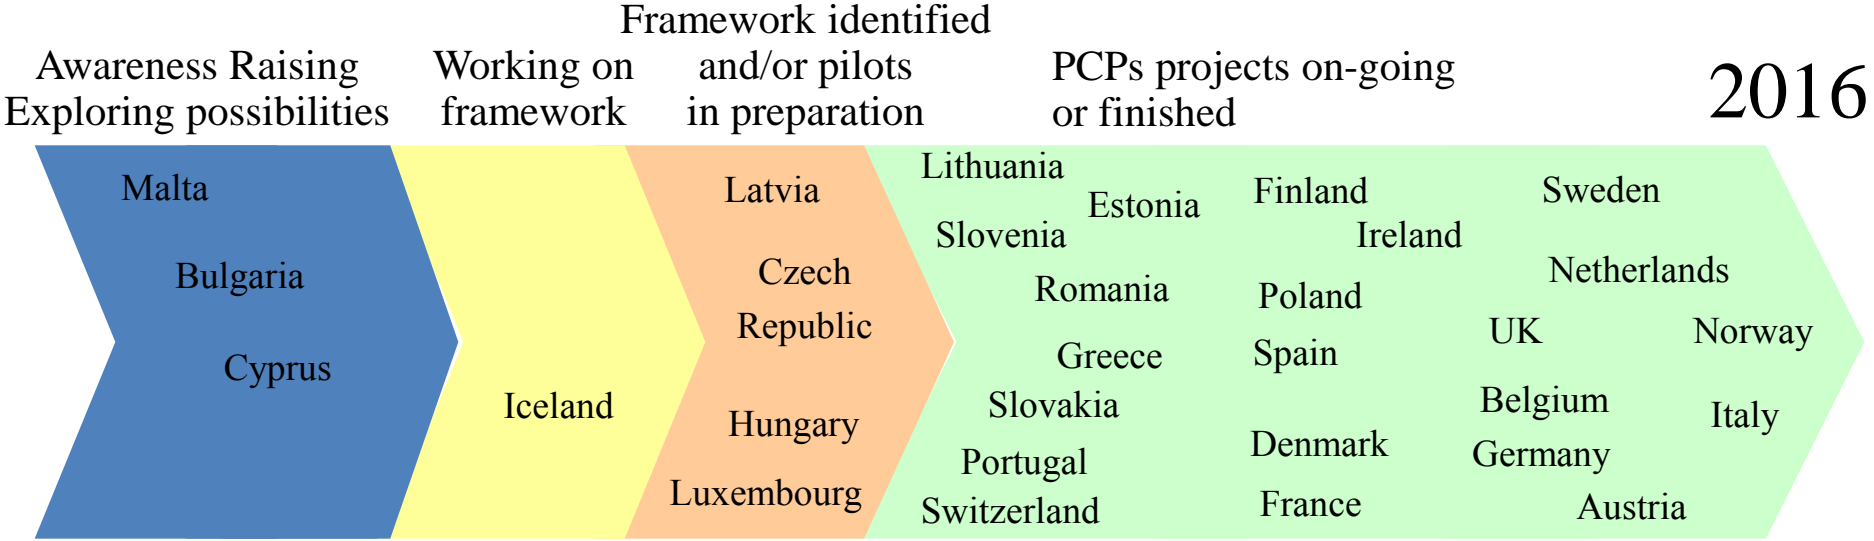 Awareness Raising
Exploring possibilities
Working on
framework
Framework identified
and/or pilots
in preparation
PCPs projects on-going
or finished
2016
Malta
Bulgaria
Cyprus
Iceland
Latvia
Czech
Republic
Hungary
Luxembourg
Lithuania
Estonia
Slovenia
Romania
Greece
Slovakia
Portugal
Switzerland
Finland
Ireland
Poland
Spain
Denmark
France
Sweden
Netherlands
UK
Norway
Belgium
Italy
Germany
Austria